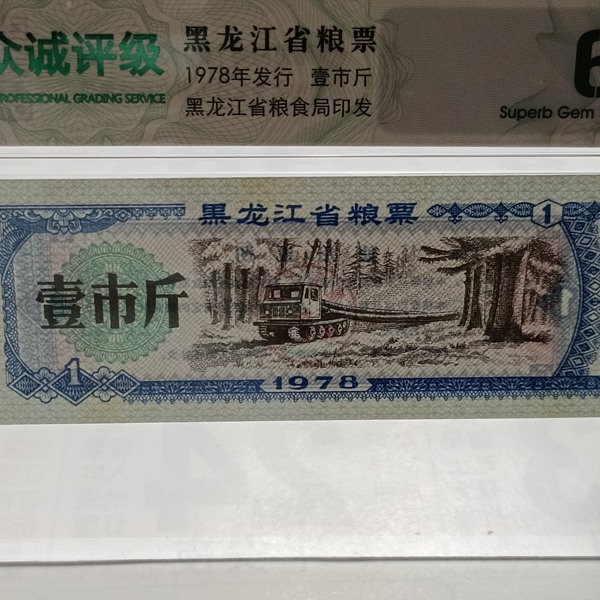 众诚评级
PROFESSIONAL GRADING SERVICE
黑龙江省粮票
1978年发行 壹市斤
黑龙江省粮食局印发
6
Superb Gem
黑龙江省粮票
1
壹市斤
1
1978